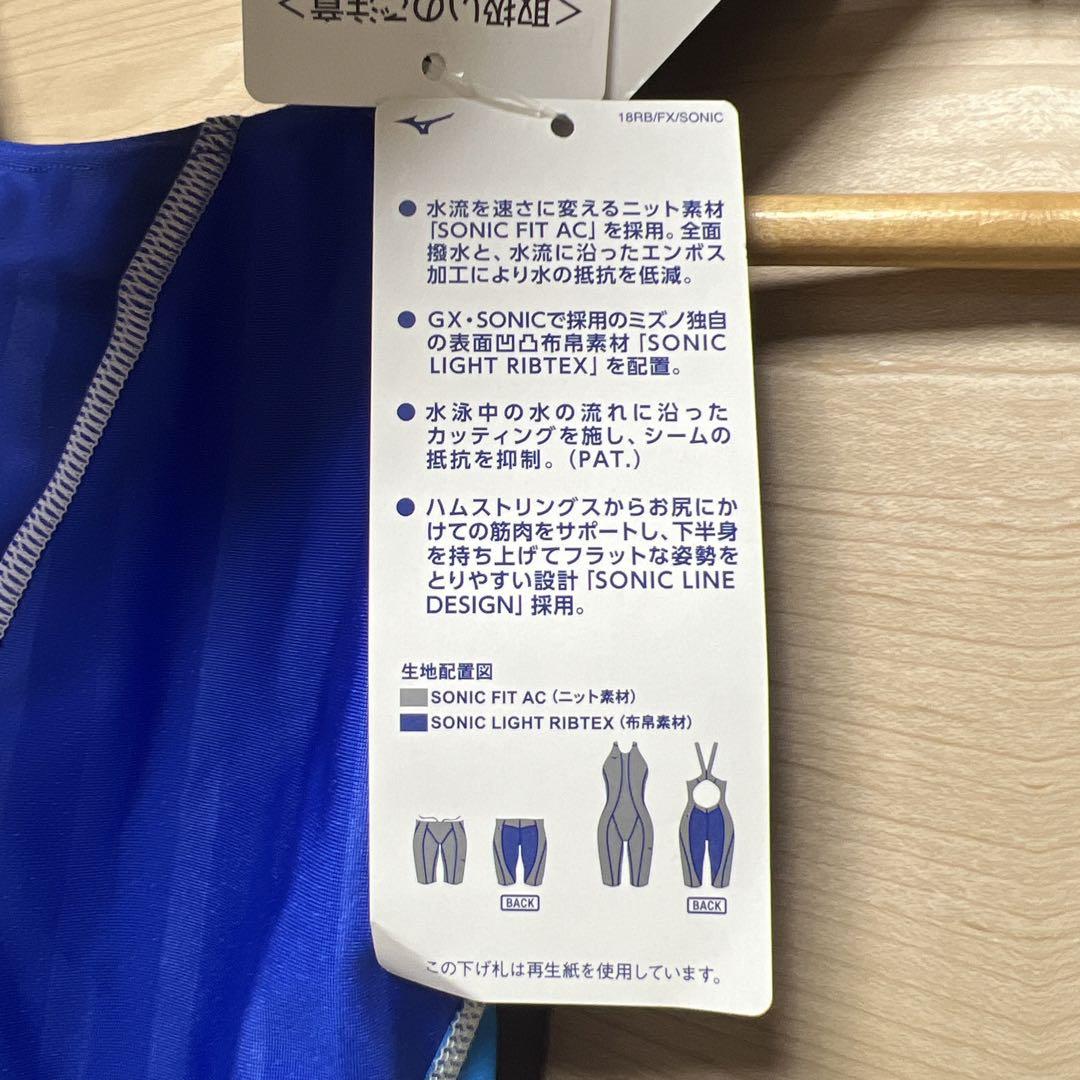 <取扱いのご注意>
18RB/FX/SONIC
● 水流を速さに変えるニット素材
「SONIC FIT AC」を採用。全面
撥水と、水流に沿ったエンボス
加工により水の抵抗を低減。
● GX・SONICで採用のミズノ独自
の表面凹凸布帛素材「SONIC
LIGHT RIBTEX」を配置。
● 水泳中の水の流れに沿った
カッティングを施し、シームの
抵抗を抑制。(PAT.)
● ハムストリングスからお尻にか
けての筋肉をサポートし、下半身
を持ち上げてフラットな姿勢を
とりやすい設計「SONIC LINE
DESIGN」採用。
生地配置図
SONIC FIT AC (ニット素材)
SONIC LIGHT RIBTEX (布帛素材)
BACK
BACK
この下げ札は再生紙を使用しています。